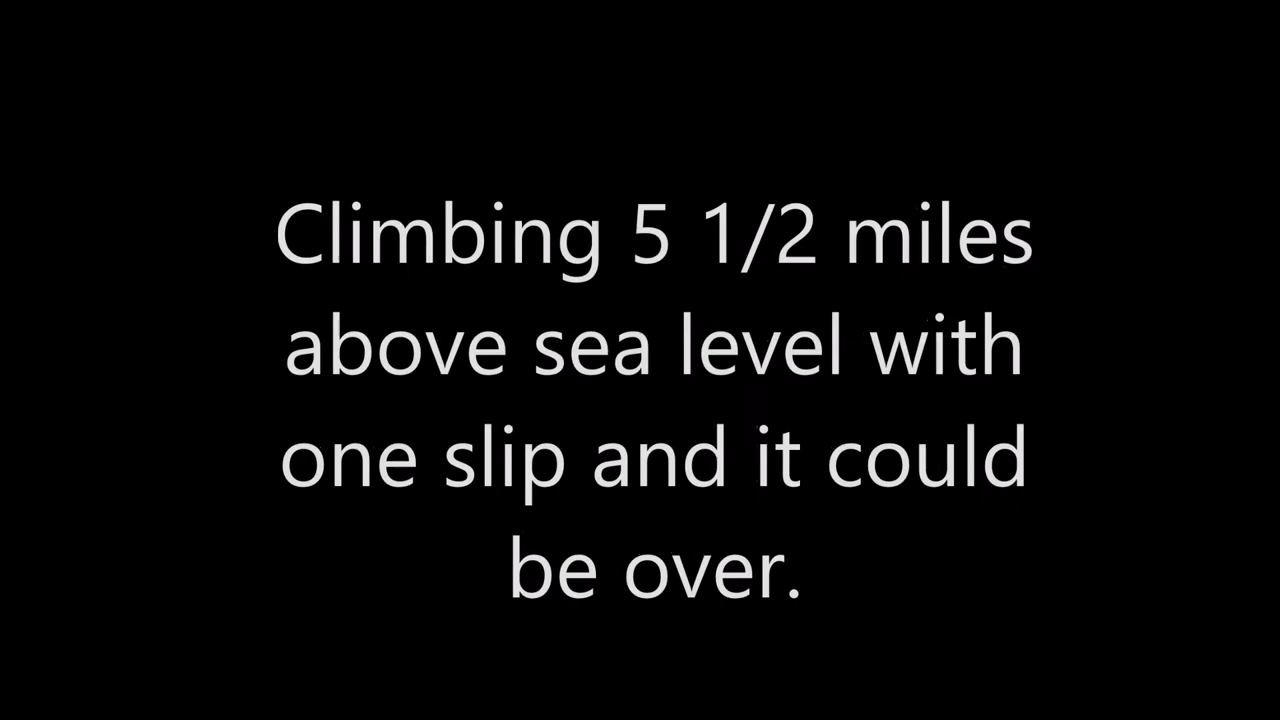 Climbing 5 1/2 miles
above sea level with
one slip and it could
be over.